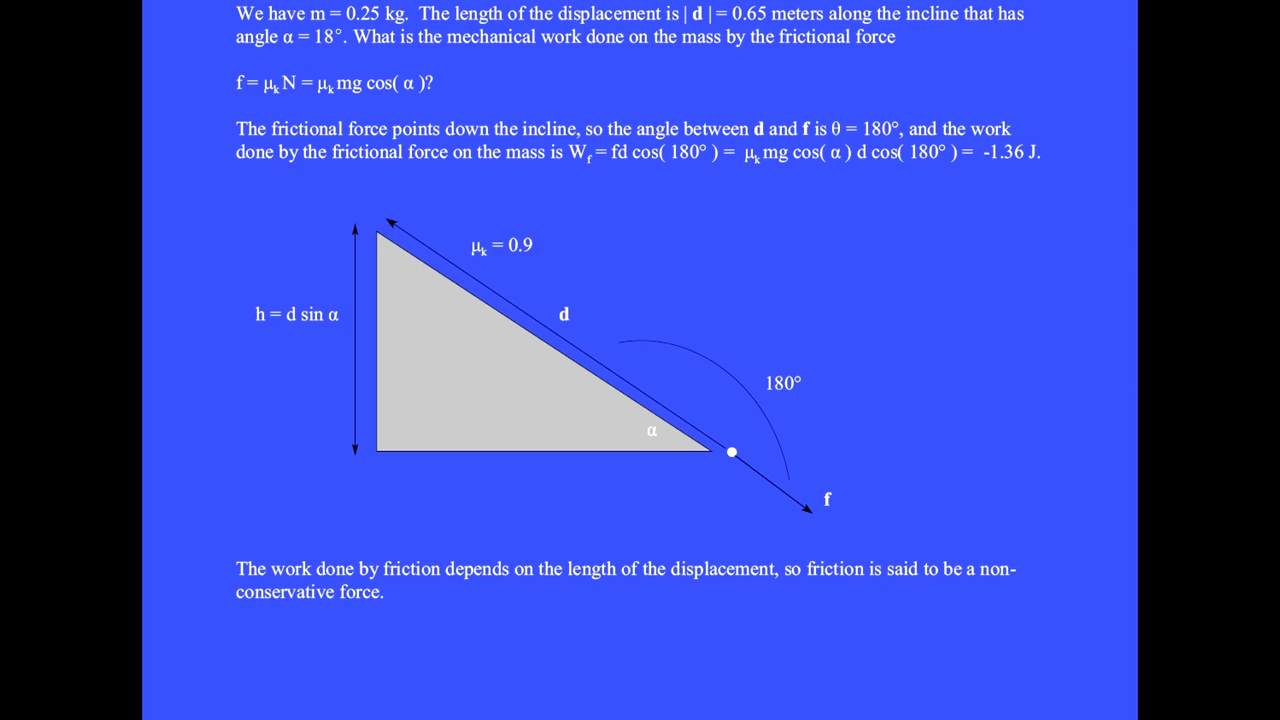 We have m = 0.25 kg.  The length of the displacement is | d | = 0.65 meters along the incline that has
angle α = 18°. What is the mechanical work done on the mass by the frictional force
f = μk N = μk mg cos( α )?
The frictional force points down the incline, so the angle between d and f is θ = 180°, and the work
done by the frictional force on the mass is Wf = fd cos( 180° ) =  μk mg cos( α ) d cos( 180° ) =  -1.36 J.
μk = 0.9
h = d sin α
d
180°
α
f
The work done by friction depends on the length of the displacement, so friction is said to be a non-
conservative force.